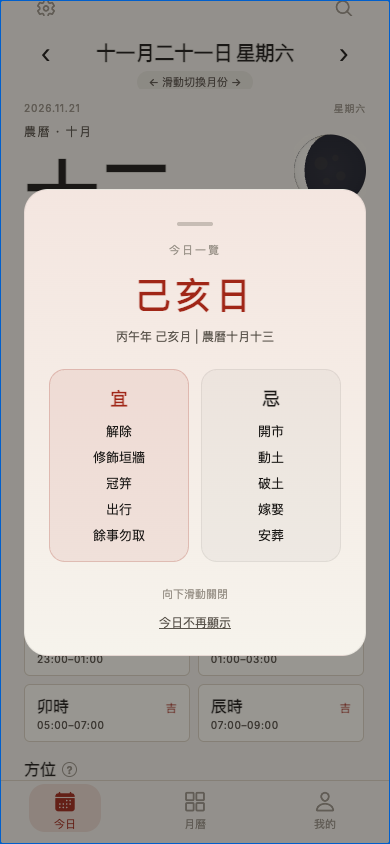 十一月二十一日 星期六
← 滑動切換月份 →
2026.11.21
星期六
農曆 · 十月
今日一覽
己亥日
丙午年 己亥月 | 農曆十月十三
宜
解除
修飾垣牆
冠笄
出行
餘事勿取
忌
開市
動土
破土
嫁娶
安葬
向下滑動關閉
今日不再顯示
23:00–01:00
01:00–03:00
卯時
吉
05:00–07:00
辰時
吉
07:00–09:00
方位 ?
今日
月曆
我的